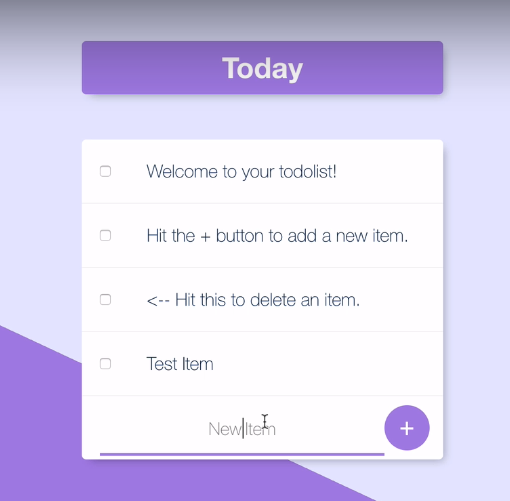 Today
Welcome to your todolist!
Hit the + button to add a new item.
<-- Hit this to delete an item.
Test Item
New Item
+